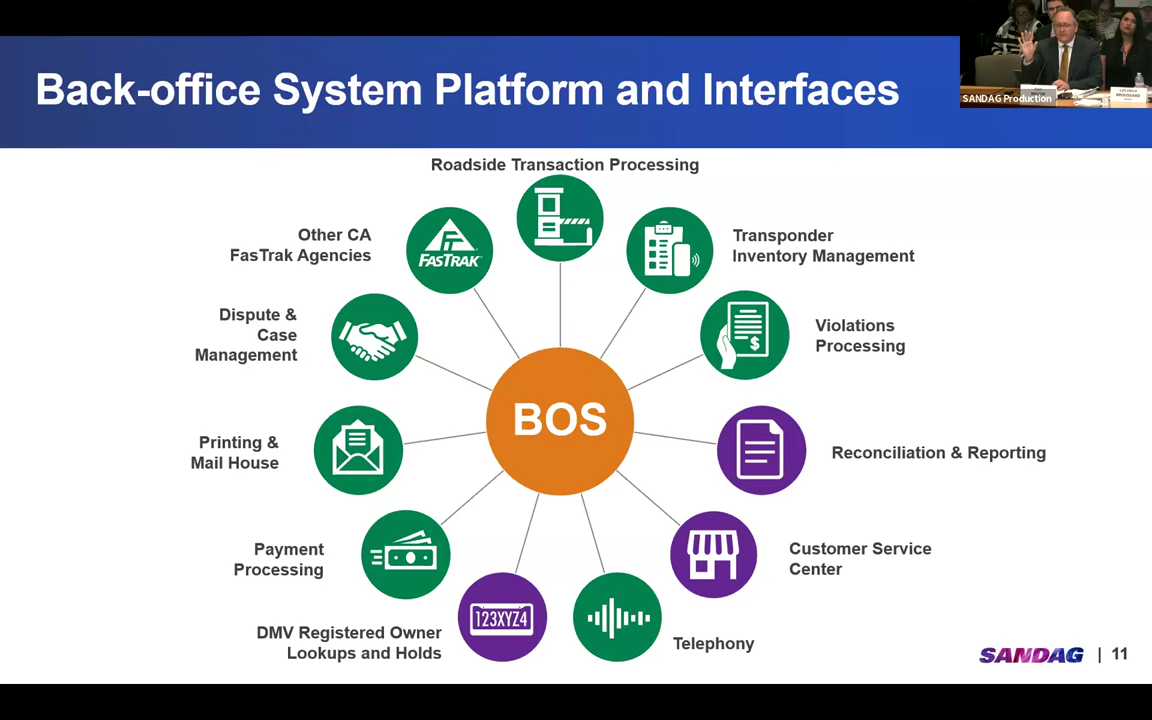 Back-office System Platform and Interfaces
SANDAG Production
BROUSSARD
Roadside Transaction Processing
Other CA
FasTrak Agencies
FASTRAK
Transponder
Inventory Management
Dispute &
Case
Management
$
Violations
Processing
BOS
Printing &
Mail House
Reconciliation & Reporting
Payment
Processing
Customer Service
Center
123XYZ4
DMV Registered Owner
Lookups and Holds
Telephony
SANDAG | 11